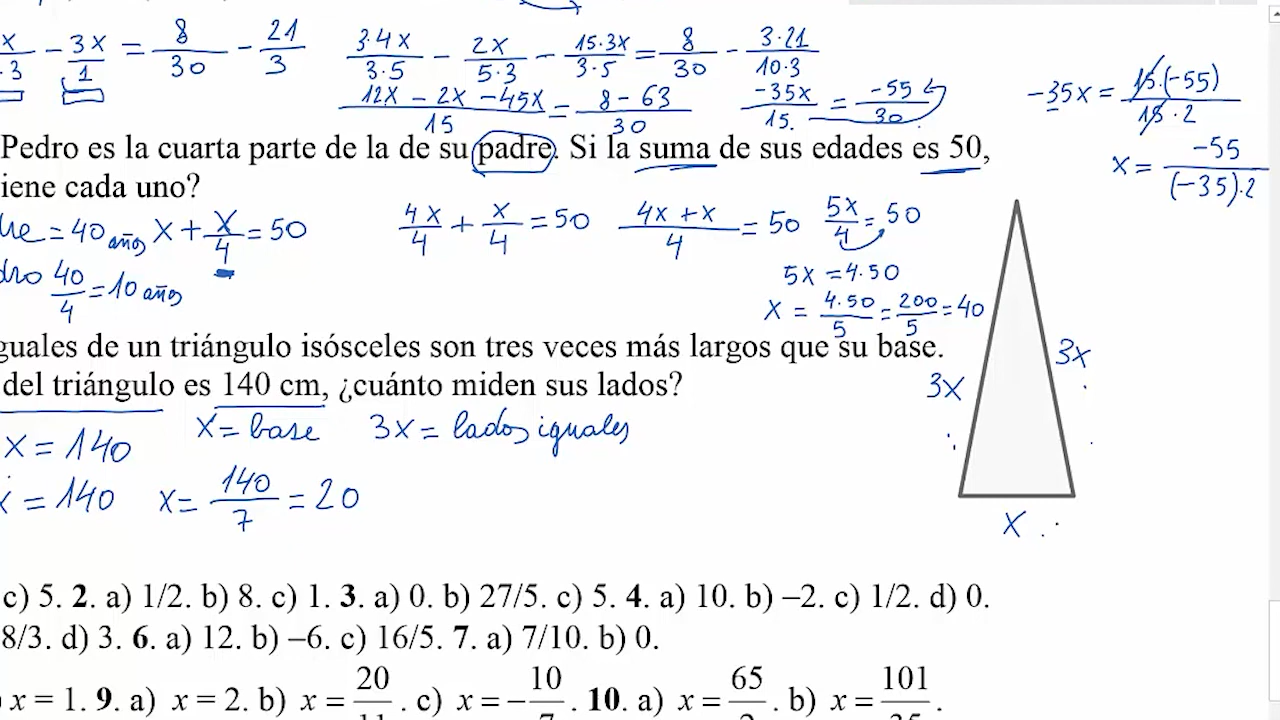 x/3 - 3x/1 = 8/30 - 21/3
3·4x/3·5 - 2x/5·3 - 15·3x/3·5 = 8/30 - 3·21/10·3
12x - 2x - 45x/15 = 8 - 63/30
-35x/15. = -55/30
-35x = 15·(-55)/15·2
x = -55/(-35)·2
Pedro es la cuarta parte de la de su padre. Si la suma de sus edades es 50,
iene cada uno?
= 40 años x + x/4 = 50
4x/4 + x/4 = 50
4x + x/4 = 50
5x/4 = 50
5x = 4·50
x = 4·50/5 = 200/5 = 40
dro 40/4 = 10 años
guales de un triángulo isósceles son tres veces más largos que su base.
del triángulo es 140 cm, ¿cuánto miden sus lados?
3x
3x
x
x = 140 x = base 3x = lados iguales
x = 140 x = 140/7 = 20
c) 5. 2. a) 1/2. b) 8. c) 1. 3. a) 0. b) 27/5. c) 5. 4. a) 10. b) –2. c) 1/2. d) 0.
8/3. d) 3. 6. a) 12. b) –6. c) 16/5. 7. a) 7/10. b) 0.
x = 1. 9. a) x = 2. b) x = 20/11. c) x = −10/7. 10. a) x = 65/2. b) x = 101/35.